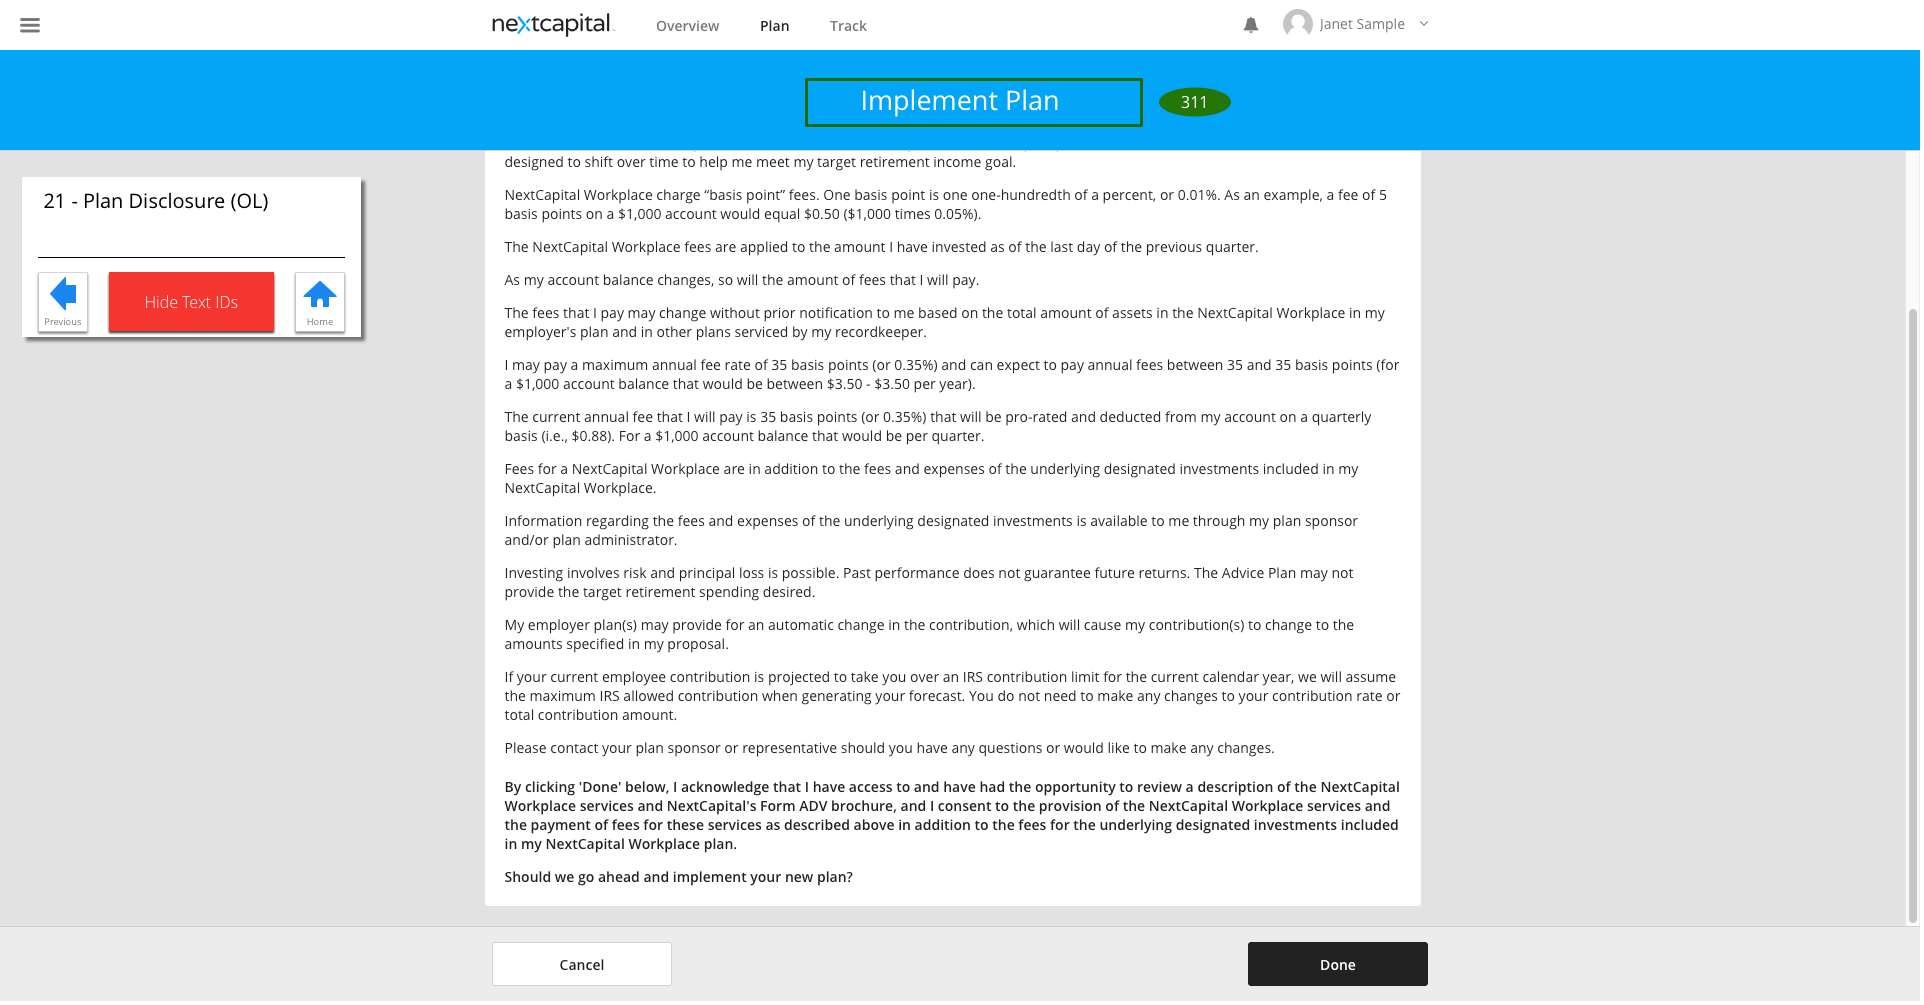 nextcapital
Overview
Plan
Track
Janet Sample
Implement Plan
311
21 - Plan Disclosure (OL)
Previous
Hide Text IDs
Home
designed to shift over time to help me meet my target retirement income goal.
NextCapital Workplace charge “basis point” fees. One basis point is one one-hundredth of a percent, or 0.01%. As an example, a fee of 5
basis points on a $1,000 account would equal $0.50 ($1,000 times 0.05%).
The NextCapital Workplace fees are applied to the amount I have invested as of the last day of the previous quarter.
As my account balance changes, so will the amount of fees that I will pay.
The fees that I pay may change without prior notification to me based on the total amount of assets in the NextCapital Workplace in my
employer's plan and in other plans serviced by my recordkeeper.
I may pay a maximum annual fee rate of 35 basis points (or 0.35%) and can expect to pay annual fees between 35 and 35 basis points (for
a $1,000 account balance that would be between $3.50 - $3.50 per year).
The current annual fee that I will pay is 35 basis points (or 0.35%) that will be pro-rated and deducted from my account on a quarterly
basis (i.e., $0.88). For a $1,000 account balance that would be per quarter.
Fees for a NextCapital Workplace are in addition to the fees and expenses of the underlying designated investments included in my
NextCapital Workplace.
Information regarding the fees and expenses of the underlying designated investments is available to me through my plan sponsor
and/or plan administrator.
Investing involves risk and principal loss is possible. Past performance does not guarantee future returns. The Advice Plan may not
provide the target retirement spending desired.
My employer plan(s) may provide for an automatic change in the contribution, which will cause my contribution(s) to change to the
amounts specified in my proposal.
If your current employee contribution is projected to take you over an IRS contribution limit for the current calendar year, we will assume
the maximum IRS allowed contribution when generating your forecast. You do not need to make any changes to your contribution rate or
total contribution amount.
Please contact your plan sponsor or representative should you have any questions or would like to make any changes.
By clicking 'Done' below, I acknowledge that I have access to and have had the opportunity to review a description of the NextCapital
Workplace services and NextCapital's Form ADV brochure, and I consent to the provision of the NextCapital Workplace services and
the payment of fees for these services as described above in addition to the fees for the underlying designated investments included
in my NextCapital Workplace plan.
Should we go ahead and implement your new plan?
Cancel
Done